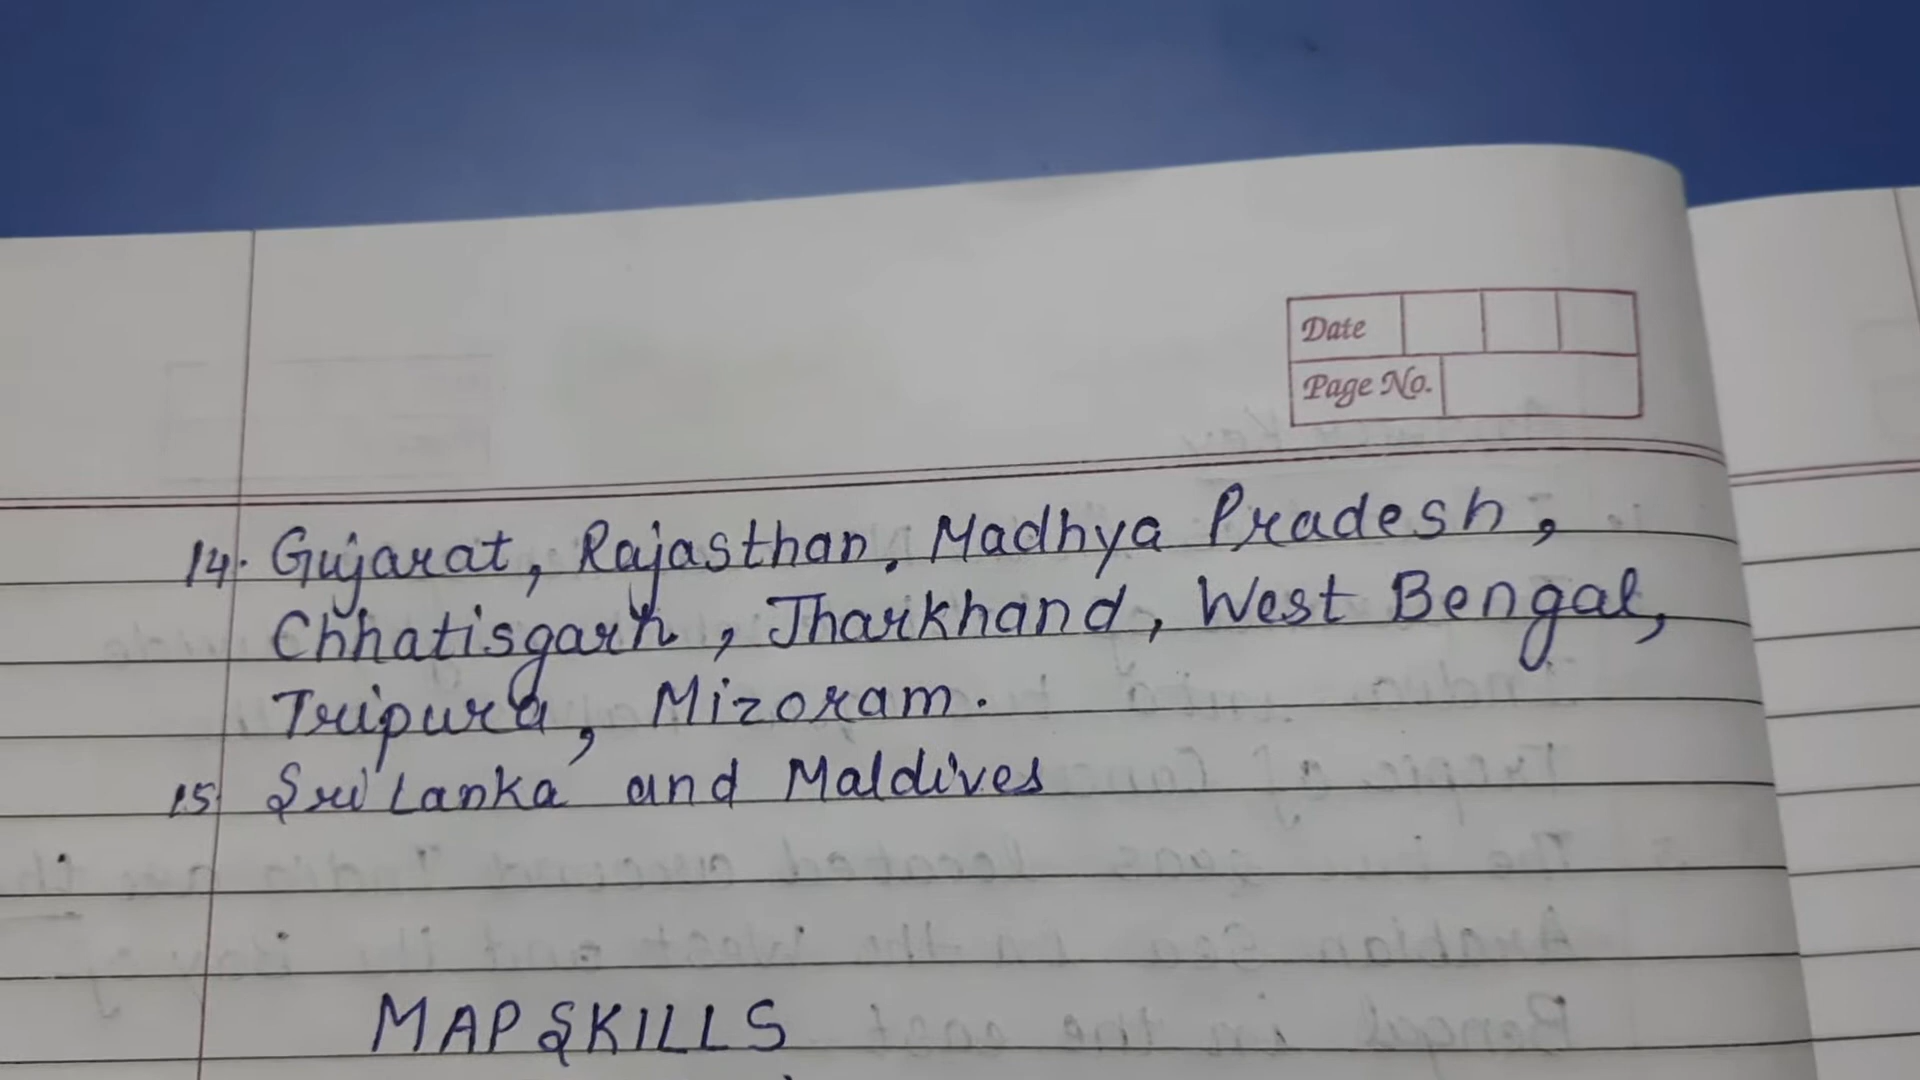 Date
Page No.
14. Gujarat, Rajasthan, Madhya Pradesh,
Chhatisgarh, Jharkhand, West Bengal,
Tripura, Mizoram.
15 Sri Lanka and Maldives
MAP SKILLS